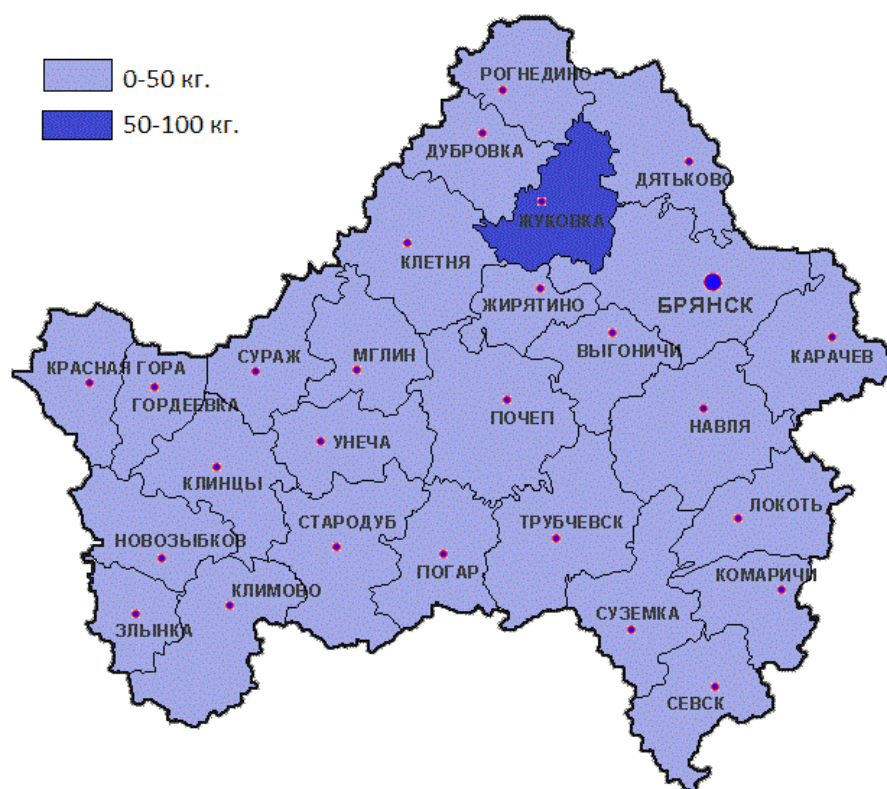 0-50 кг.
50-100 кг.
РОГНЕДИНО
ДУБРОВКА
ДЯТЬКОВО
ЖУКОВКА
КЛЕТНЯ
ЖИРЯТИНО
БРЯНСК
СУРАЖ
МГЛИН
ВЫГОНИЧИ
КАРАЧЕВ
КРАСНАЯ ГОРА
ГОРДЕЕВКА
ПОЧЕП
НАВЛЯ
УНЕЧА
КЛИНЦЫ
СТАРОДУБ
ТРУБЧЕВСК
ЛОКОТЬ
НОВОЗЫБКОВ
ПОГАР
КОМАРИЧИ
КЛИМОВО
СУЗЕМКА
ЗЛЫНКА
СЕВСК